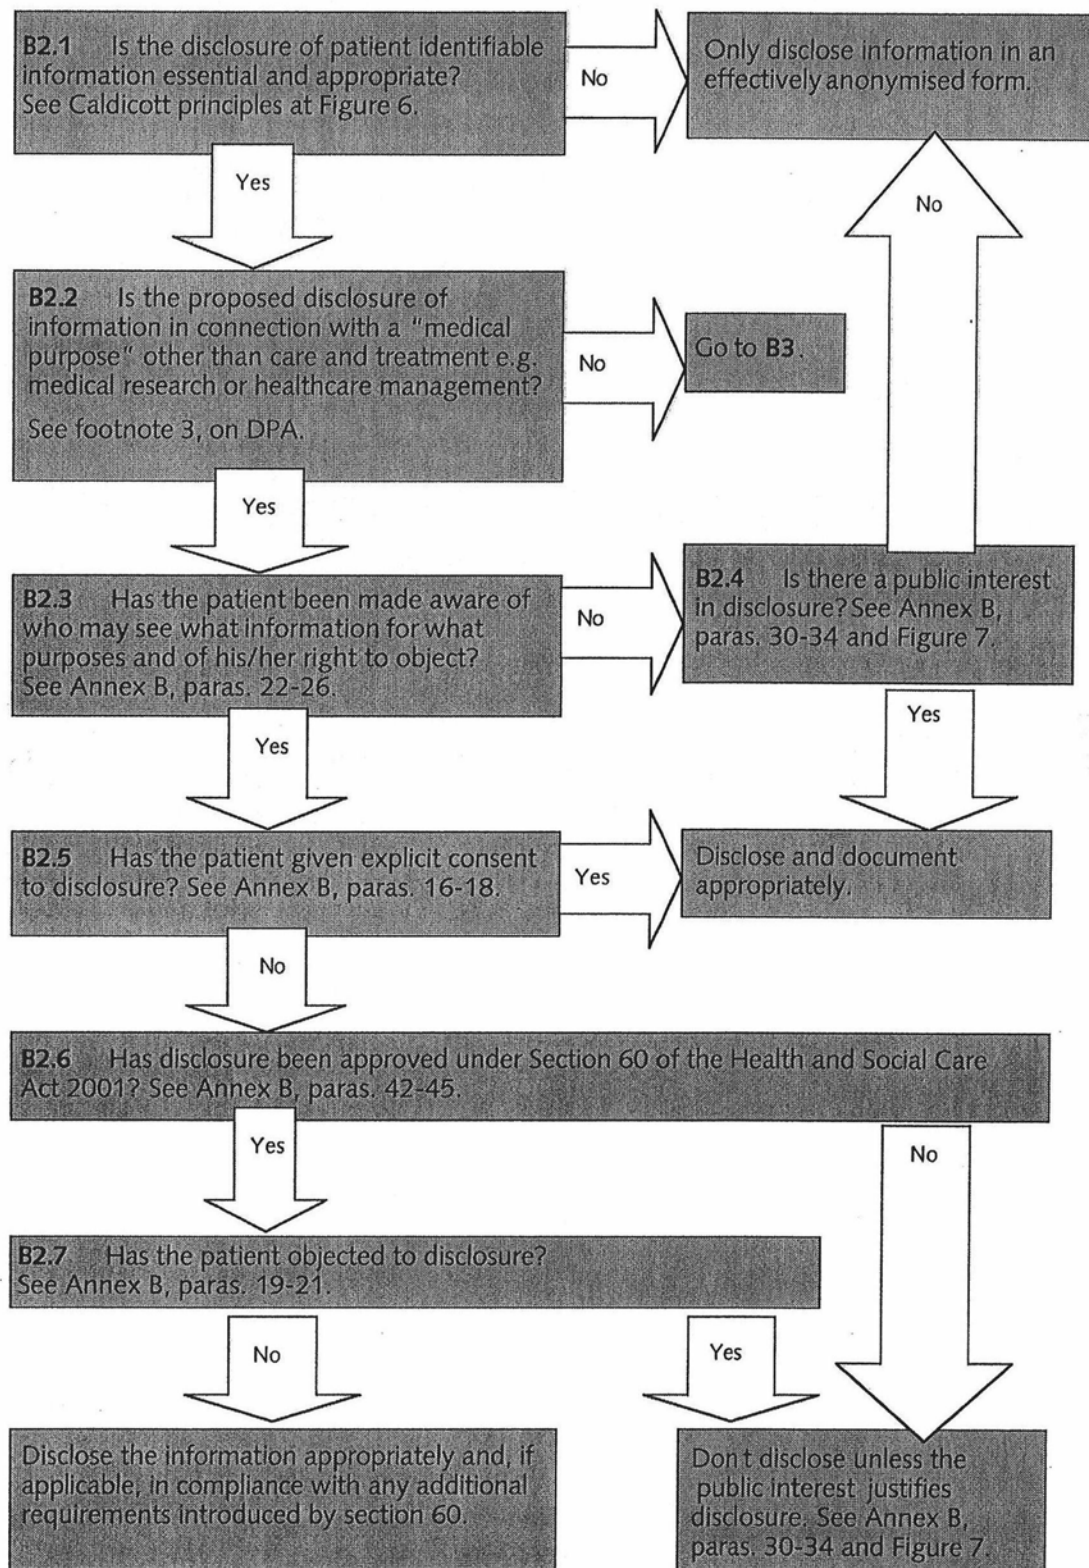 B2.1 Is the disclosure of patient identifiable
information essential and appropriate?
See Caldicott principles at Figure 6.
No
Only disclose information in an
effectively anonymised form.
Yes
No
B2.2 Is the proposed disclosure of
information in connection with a “medical
purpose” other than care and treatment e.g.
medical research or healthcare management?
See footnote 3, on DPA.
No
Go to B3.
Yes
B2.3 Has the patient been made aware of
who may see what information for what
purposes and of his/her right to object?
See Annex B, paras. 22-26.
No
B2.4 Is there a public interest
in disclosure? See Annex B,
paras. 30-34 and Figure 7.
Yes
Yes
B2.5 Has the patient given explicit consent
to disclosure? See Annex B, paras. 16-18.
Yes
Disclose and document
appropriately.
No
B2.6 Has disclosure been approved under Section 60 of the Health and Social Care
Act 2001? See Annex B, paras. 42-45.
Yes
No
B2.7 Has the patient objected to disclosure?
See Annex B, paras. 19-21.
No
Yes
Disclose the information appropriately and, if
applicable, in compliance with any additional
requirements introduced by section 60.
Don't disclose unless the
public interest justifies
disclosure. See Annex B,
paras. 30-34 and Figure 7.